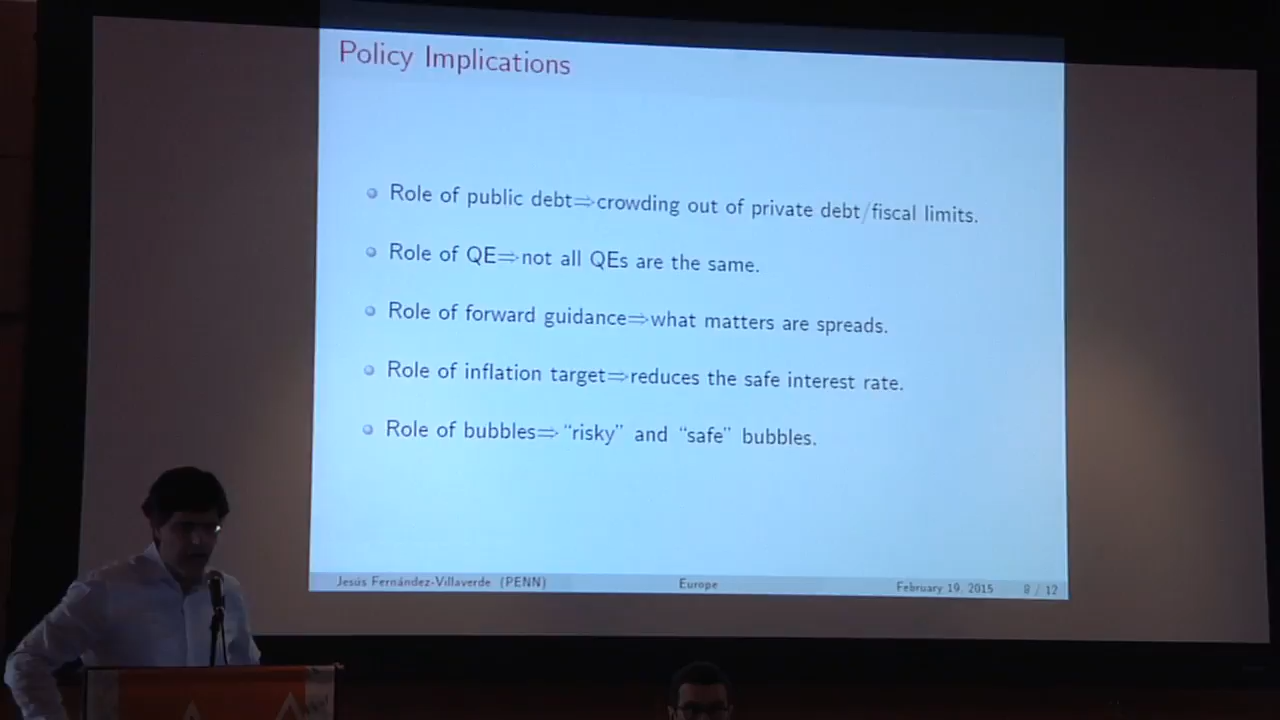 Policy Implications
Role of public debt⇒crowding out of private debt/fiscal limits.
Role of QE⇒not all QEs are the same.
Role of forward guidance⇒what matters are spreads.
Role of inflation target⇒reduces the safe interest rate.
Role of bubbles⇒ “risky” and “safe” bubbles.
Jesús Fernández-Villaverde (PENN) Europe February 19, 2015 8 / 12